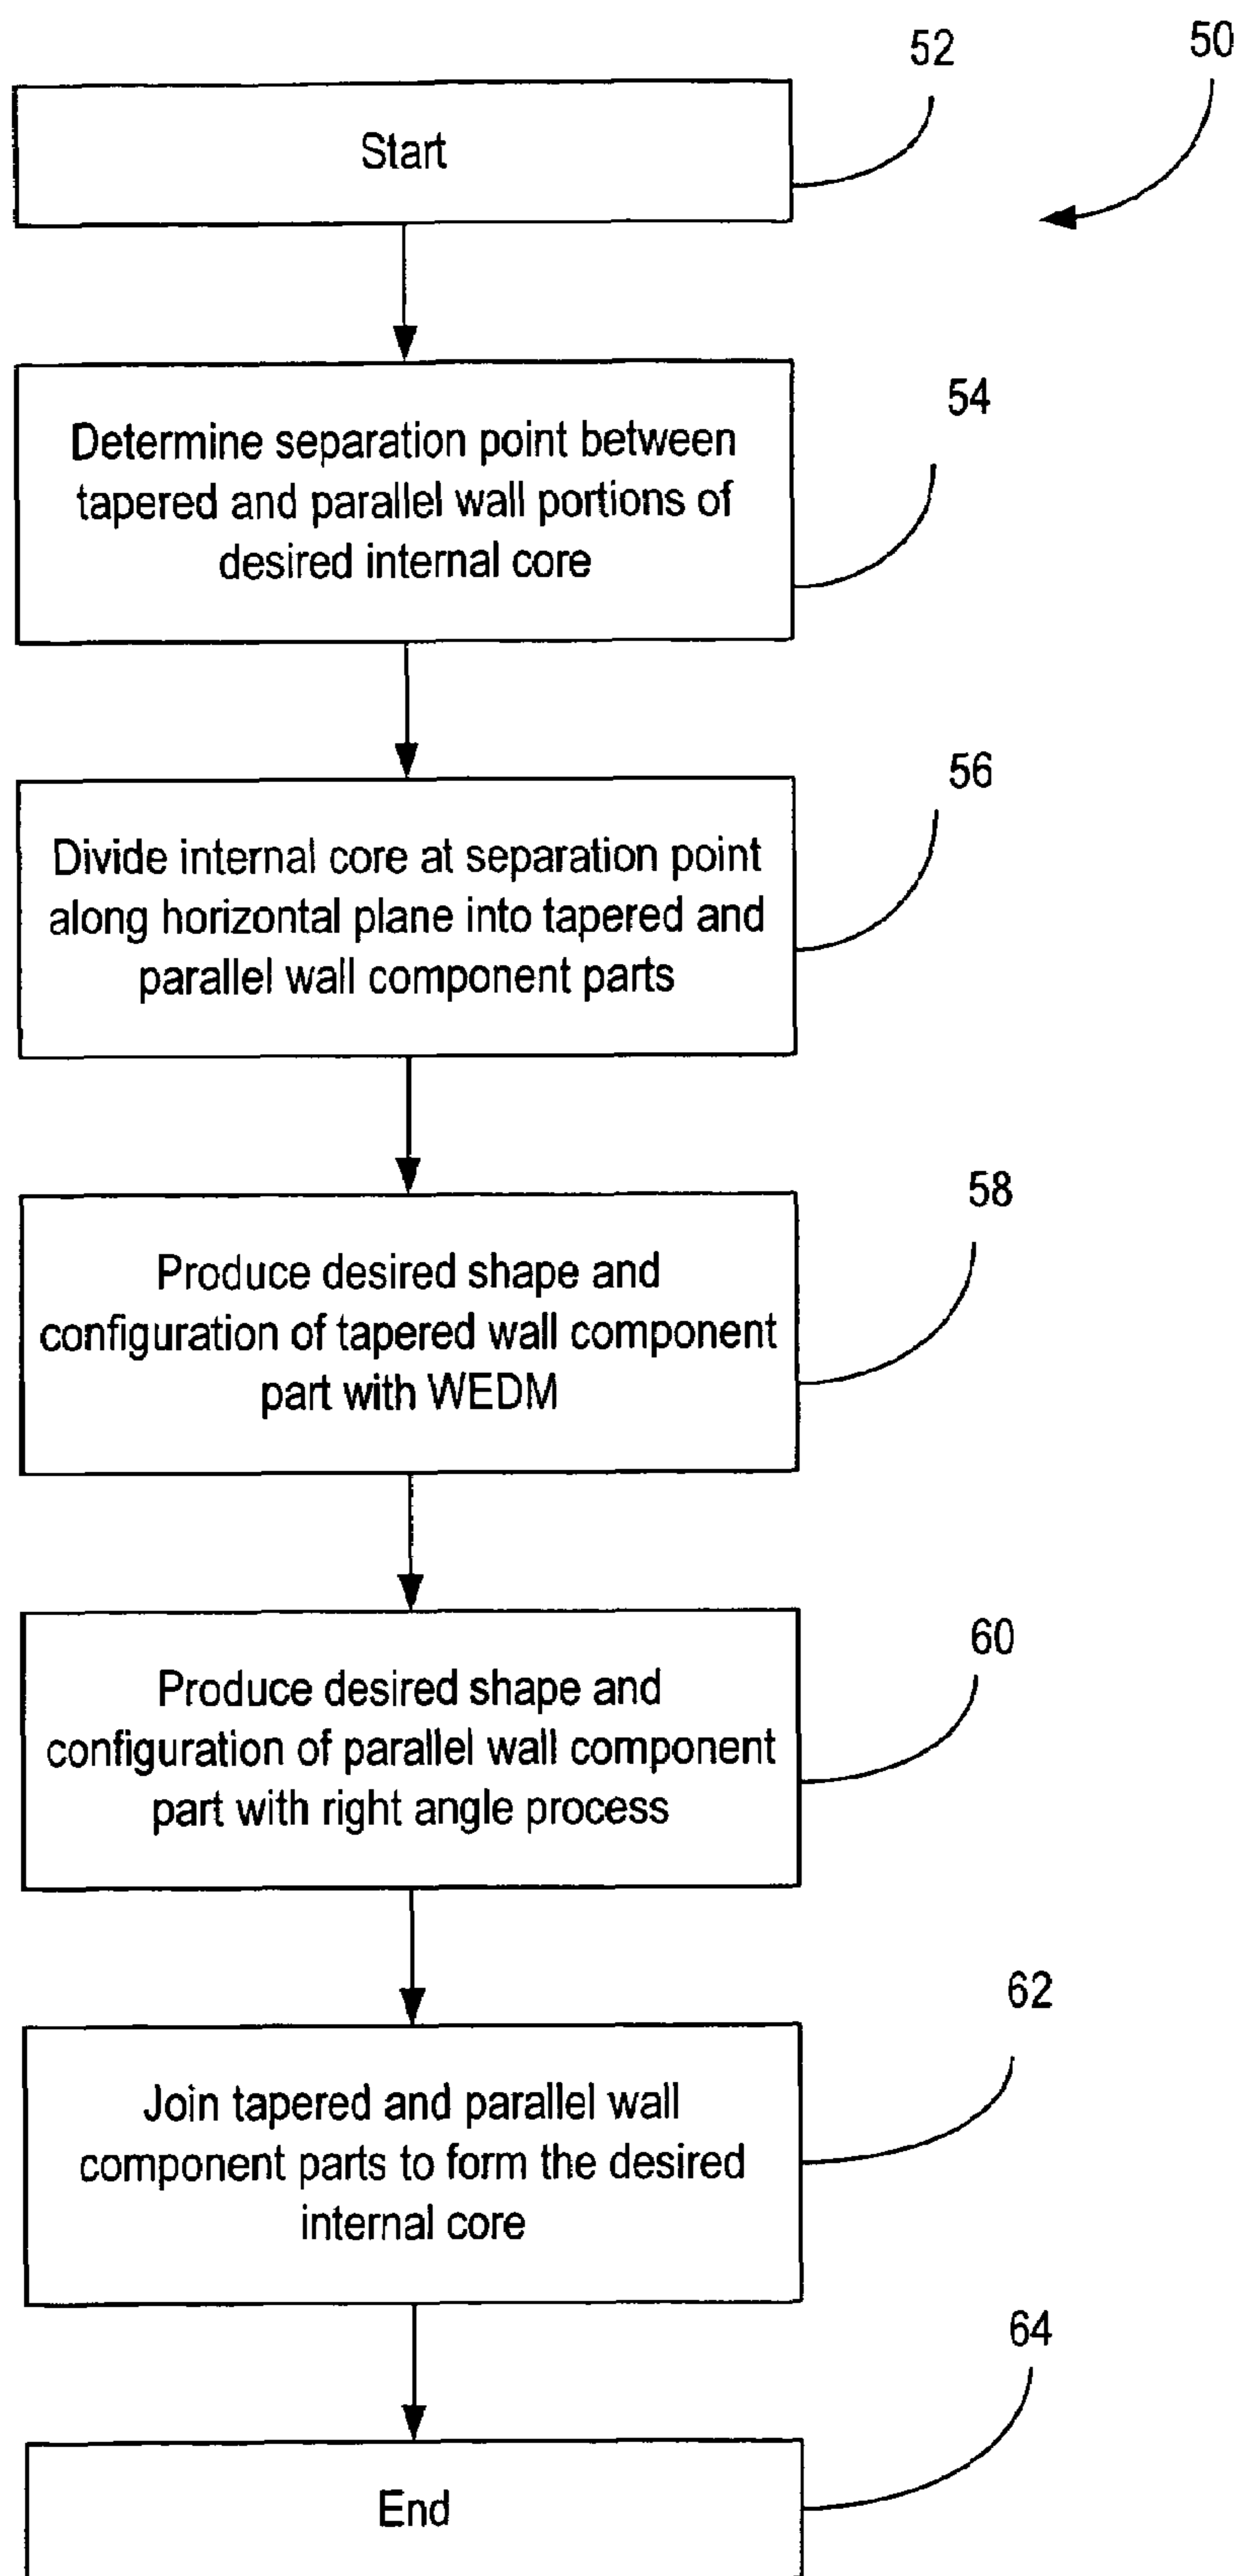 50
52
Start
54
Determine separation point between
tapered and parallel wall portions of
desired internal core
56
Divide internal core at separation point
along horizontal plane into tapered and
parallel wall component parts
58
Produce desired shape and
configuration of tapered wall component
part with WEDM
60
Produce desired shape and
configuration of parallel wall component
part with right angle process
62
Join tapered and parallel wall
component parts to form the desired
internal core
64
End